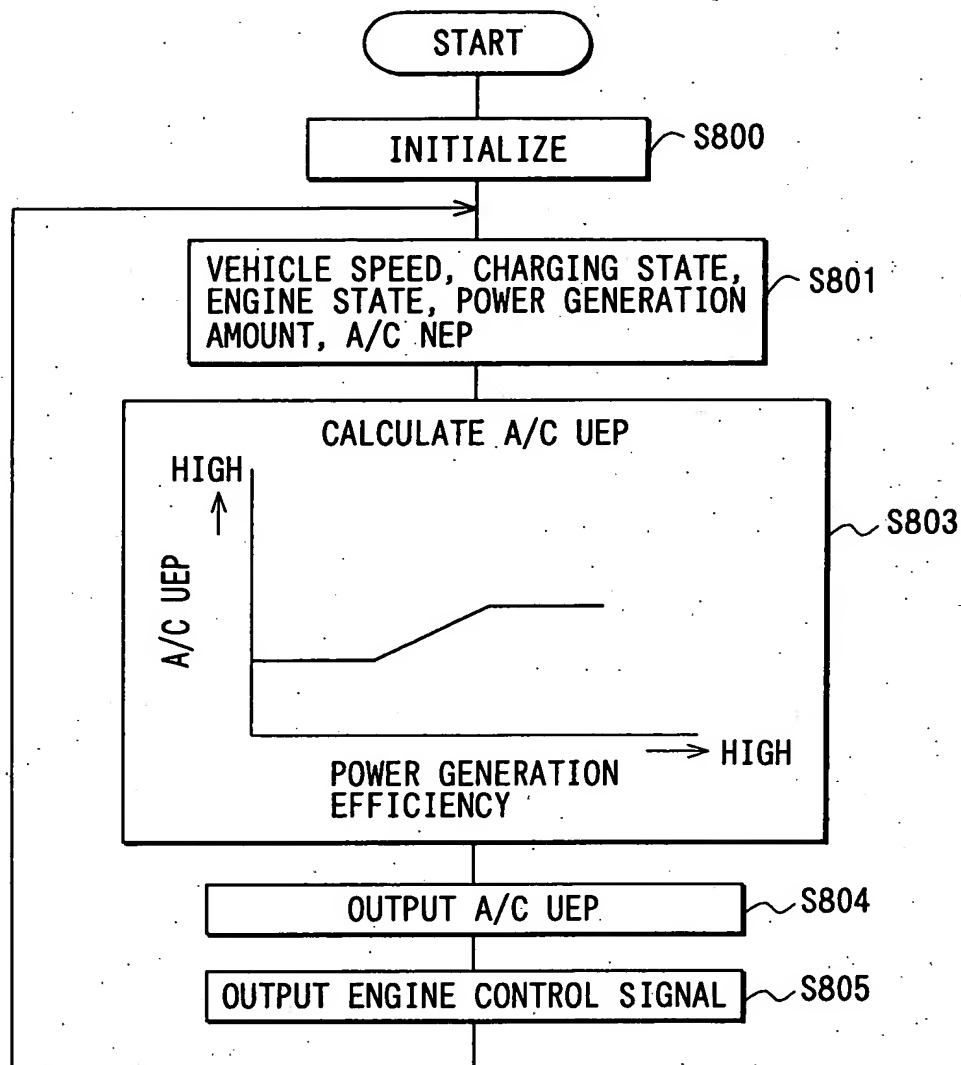 START
INITIALIZE
S800
VEHICLE SPEED, CHARGING STATE,
ENGINE STATE, POWER GENERATION
AMOUNT, A/C NEP
S801
CALCULATE A/C UEP
HIGH
A/C UEP
S803
HIGH
POWER GENERATION
EFFICIENCY
OUTPUT A/C UEP
S804
OUTPUT ENGINE CONTROL SIGNAL
S805